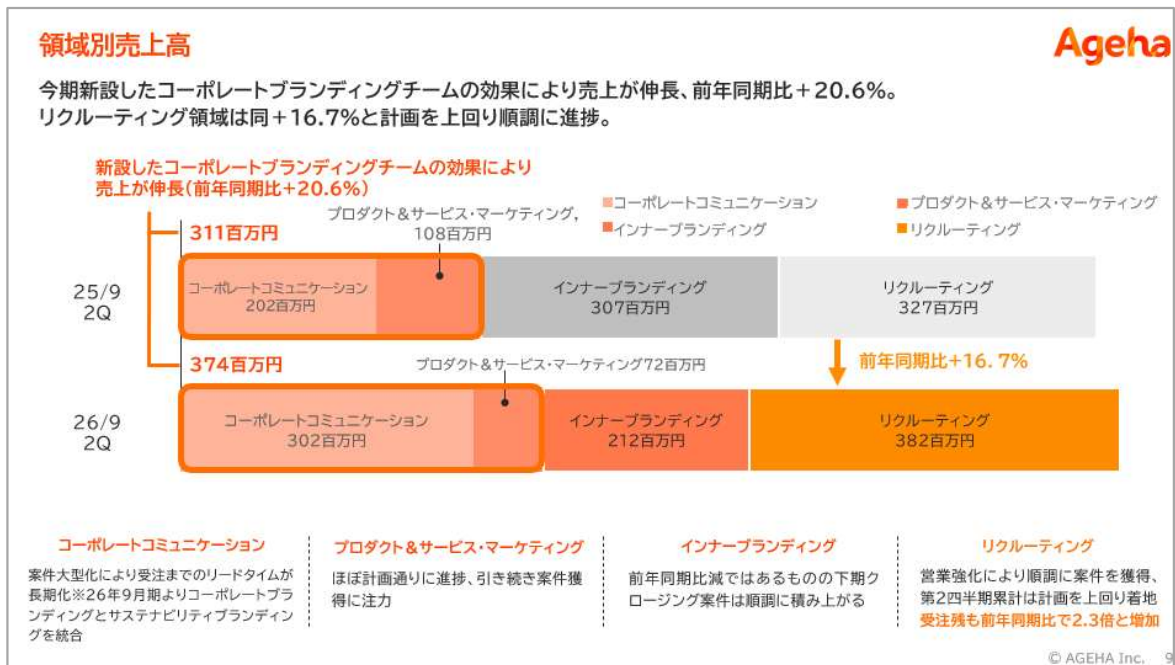 領域別売上高
Ageha
今期新設したコーポレートブランディングチームの効果により売上が伸長、前年同期比+20.6%。
リクルーティング領域は同+16.7%と計画を上回り順調に進捗。
新設したコーポレートブランディングチームの効果により
売上が伸長(前年同期比+20.6%)
コーポレートコミュニケーション
プロダクト&サービス・マーケティング
インナーブランディング
リクルーティング
プロダクト&サービス・マーケティング,
108百万円
311百万円
25/9
2Q
コーポレートコミュニケーション
202百万円
インナーブランディング
307百万円
リクルーティング
327百万円
374百万円
プロダクト&サービス・マーケティング72百万円
前年同期比+16.7%
26/9
2Q
コーポレートコミュニケーション
302百万円
インナーブランディング
212百万円
リクルーティング
382百万円
コーポレートコミュニケーション
案件大型化により受注までのリードタイムが
長期化※26年9月期よりコーポレートブラ
ンディングとサステナビリティブランディン
グを統合
プロダクト&サービス・マーケティング
ほぼ計画通りに進捗、引き続き案件獲
得に注力
インナーブランディング
前年同期比減ではあるものの下期ク
ロージング案件は順調に積み上がる
リクルーティング
営業強化により順調に案件を獲得、
第2四半期累計は計画を上回り着地
受注残も前年同期比で2.3倍と増加
© AGEHA Inc. 9